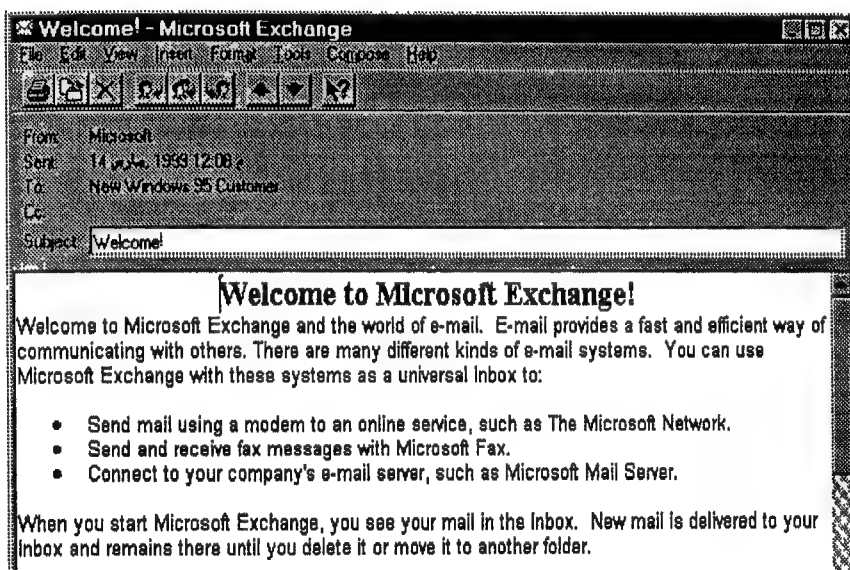 Welcome! - Microsoft Exchange
File Edit View Insert Format Tools Compose Help
From: Microsoft
Sent: 14 مارس, 1999 12:08 م
To: New Windows 95 Customer
Cc:
Subject: Welcome!
Welcome to Microsoft Exchange!
Welcome to Microsoft Exchange and the world of e-mail. E-mail provides a fast and efficient way of
communicating with others. There are many different kinds of e-mail systems. You can use
Microsoft Exchange with these systems as a universal Inbox to:
• Send mail using a modem to an online service, such as The Microsoft Network.
• Send and receive fax messages with Microsoft Fax.
• Connect to your company's e-mail server, such as Microsoft Mail Server.
When you start Microsoft Exchange, you see your mail in the Inbox. New mail is delivered to your
inbox and remains there until you delete it or move it to another folder.